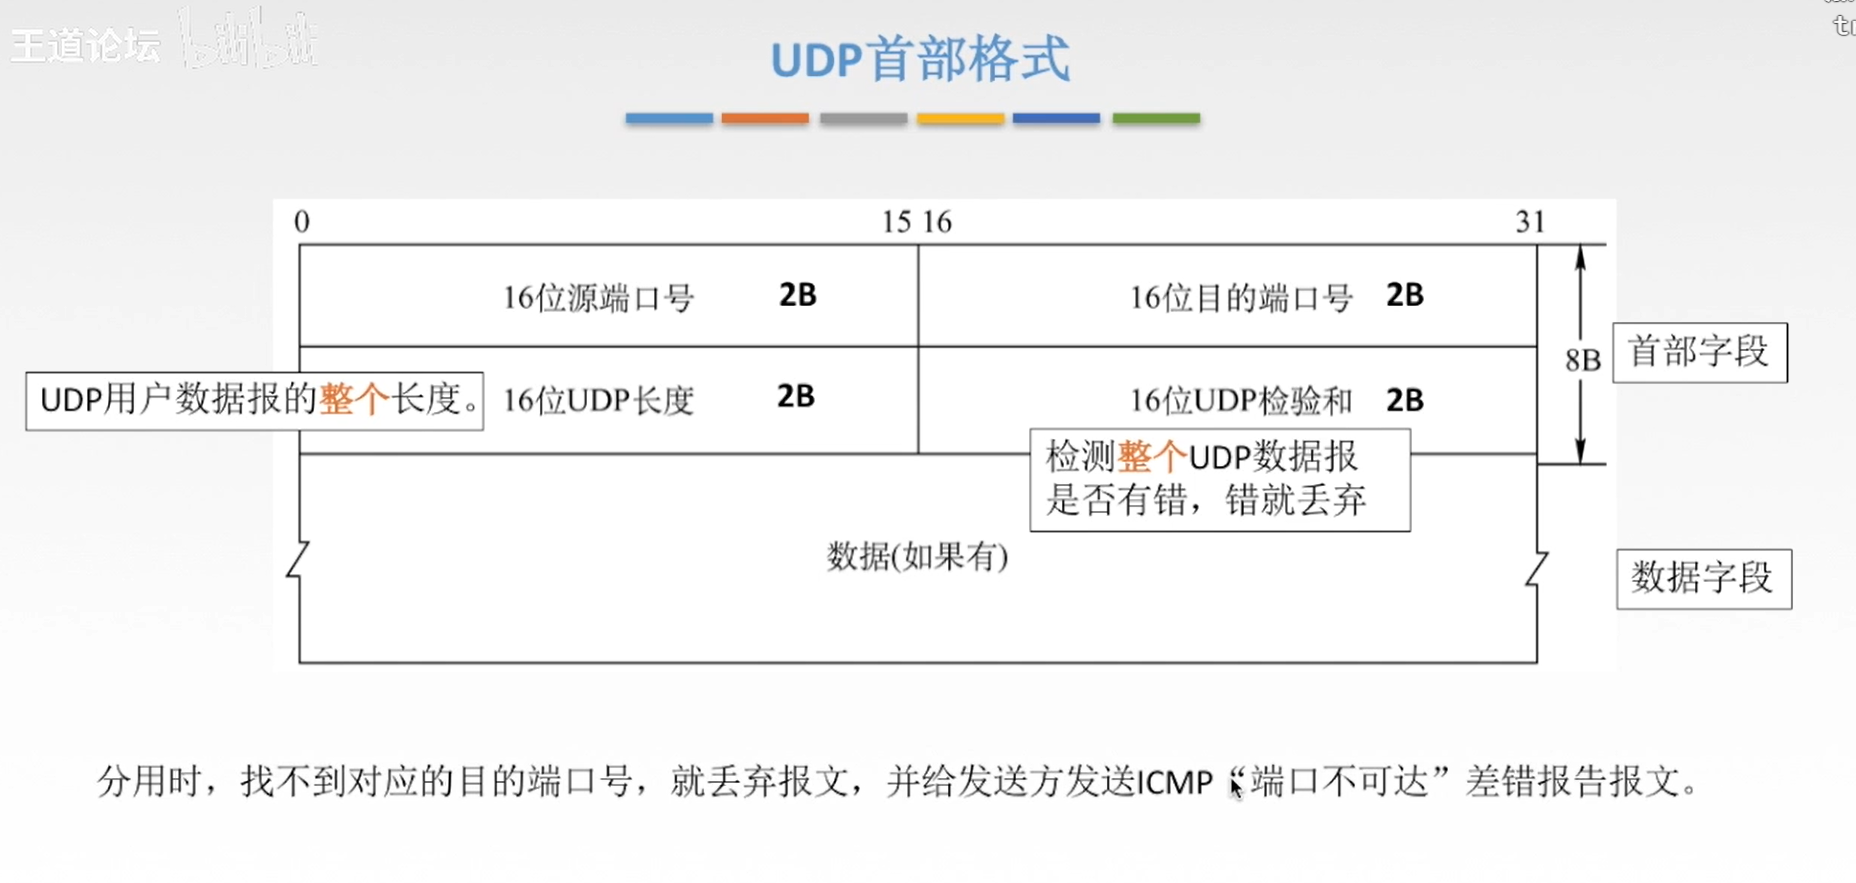 王道论坛 bilibili
tr
UDP首部格式
0 15 16 31
16位源端口号 2B
16位目的端口号 2B
8B
首部字段
UDP用户数据报的整个长度。
16位UDP长度 2B
16位UDP检验和 2B
检测整个UDP数据报
是否有错，错就丢弃
数据(如果有)
数据字段
分用时，找不到对应的目的端口号，就丢弃报文，并给发送方发送ICMP“端口不可达”差错报告报文。